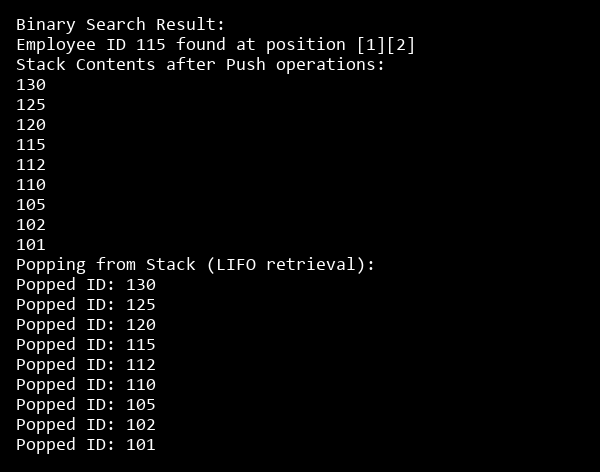 Binary Search Result:
Employee ID 115 found at position [1][2]
Stack Contents after Push operations:
130
125
120
115
112
110
105
102
101
Popping from Stack (LIFO retrieval):
Popped ID: 130
Popped ID: 125
Popped ID: 120
Popped ID: 115
Popped ID: 112
Popped ID: 110
Popped ID: 105
Popped ID: 102
Popped ID: 101